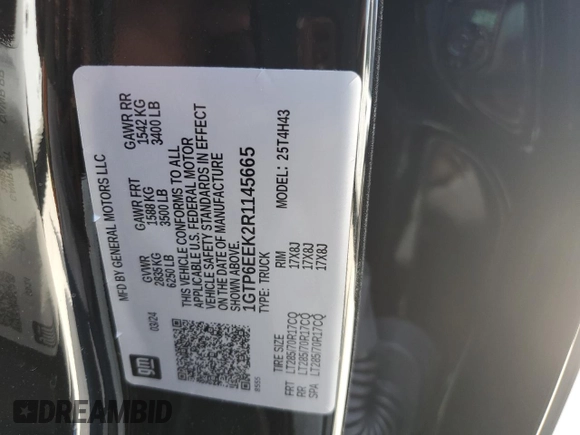 MFD BY GENERAL MOTORS LLC
gm
03/24
GVWR
2835 KG
6250 LB
GAWR FRT
1588 KG
3500 LB
GAWR RR
1542 KG
3400 LB
THIS VEHICLE CONFORMS TO ALL
APPLICABLE U.S. FEDERAL MOTOR
VEHICLE SAFETY STANDARDS IN EFFECT
ON THE DATE OF MANUFACTURE
SHOWN ABOVE.
1GTP6EEK2R1145665
TYPE: TRUCK
MODEL: 25T4H43
TIRE SIZE RIM
FRT LT285/70R17CQ 17X8J
RR LT285/70R17CQ 17X8J
SPA LT285/70R17CQ 17X8J
DREAMBID